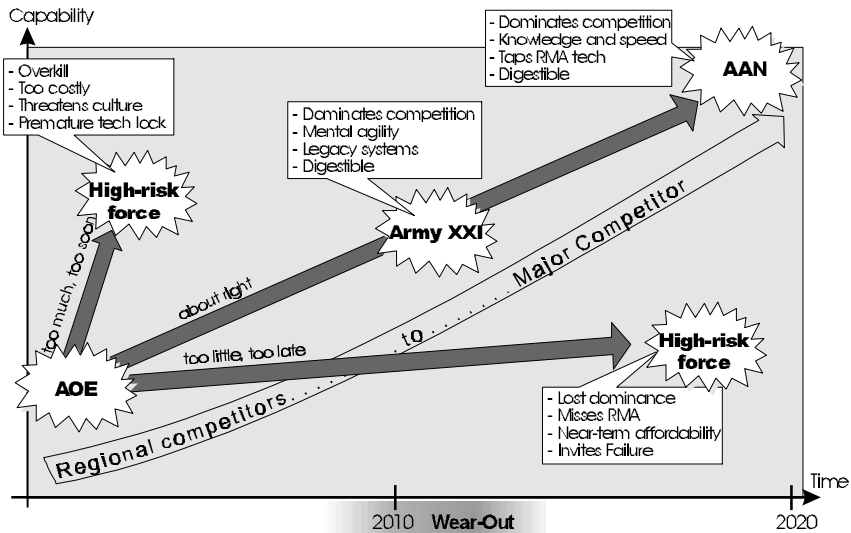 Capability
- Dominates competition
- Knowledge and speed
- Taps RMA tech
- Digestible
AAN
- Overkill
- Too costly
- Threatens culture
- Premature tech lock
- Dominates competition
- Mental agility
- Legacy systems
- Digestible
High-risk
force
Army XXI
too much, too soon
about right
too little, too late
AOE
Regional competitors. . . . . . . . . to. . . . . . . Major Competitor
High-risk
force
- Lost dominance
- Misses RMA
- Near-term affordability
- Invites Failure
Time
2010 Wear-Out 2020